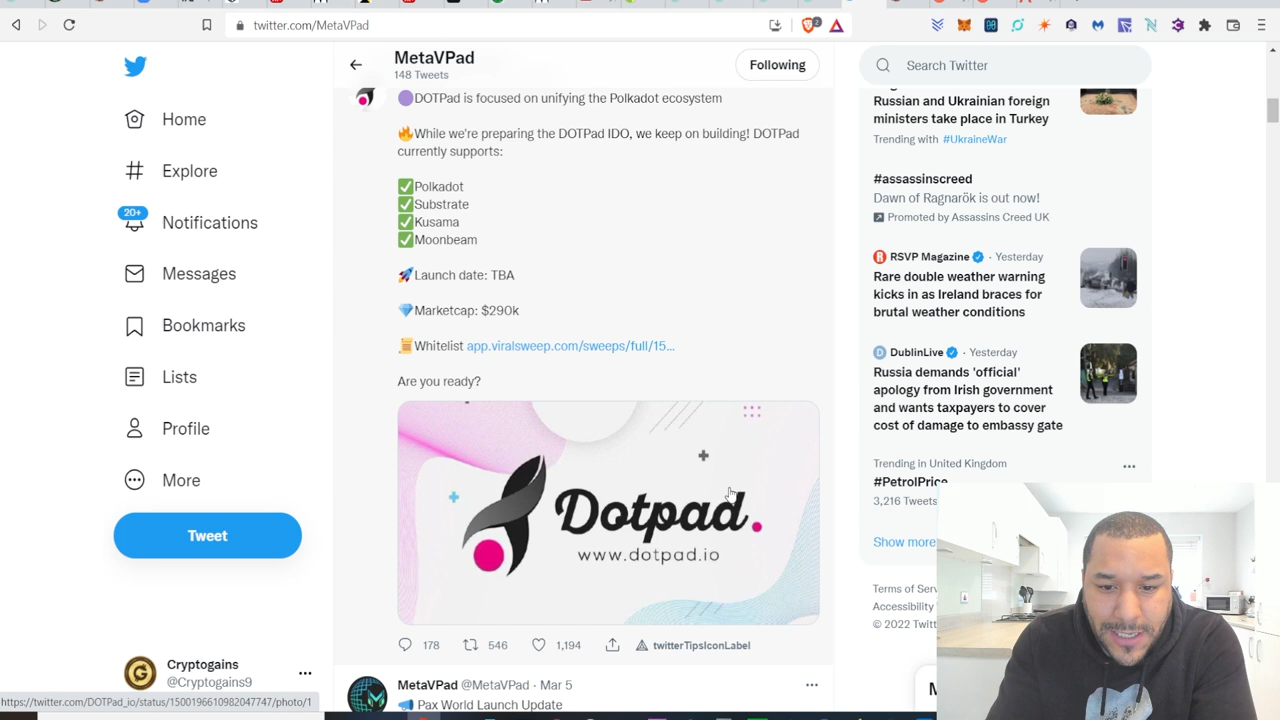 twitter.com/MetaVPad
2
MetaVPad
148 Tweets
Following
Search Twitter
Home
Explore
20+
Notifications
Messages
Bookmarks
Lists
Profile
More
Tweet
Cryptogains
@Cryptogains9
🟣DOTPad is focused on unifying the Polkadot ecosystem
🔥While we're preparing the DOTPad IDO, we keep on building! DOTPad
currently supports:
✅Polkadot
✅Substrate
✅Kusama
✅Moonbeam
🚀Launch date: TBA
💎Marketcap: $290k
📜Whitelist app.viralsweep.com/sweeps/full/15...
Are you ready?
Dotpad.
www.dotpad.io
178
546
1,194
twitterTipsIconLabel
MetaVPad @MetaVPad · Mar 5
📢 Pax World Launch Update
Russian and Ukrainian foreign
ministers take place in Turkey
Trending with #UkraineWar
#assassinscreed
Dawn of Ragnarök is out now!
Promoted by Assassins Creed UK
RSVP Magazine · Yesterday
Rare double weather warning
kicks in as Ireland braces for
brutal weather conditions
DublinLive · Yesterday
Russia demands 'official'
apology from Irish government
and wants taxpayers to cover
cost of damage to embassy gate
Trending in United Kingdom
#PetrolPrice
3,216 Tweets
Show more
Terms of Serv
Accessibility
© 2022 Twitt
M
https://twitter.com/DOTPad_io/status/1500196610982047747/photo/1